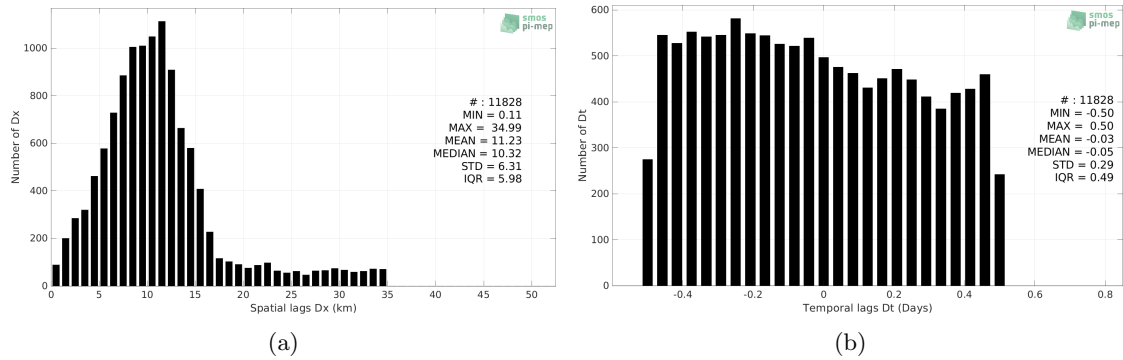 smos
pi-mep
1000
800
600
400
200
0
Number of Dx
# : 11828
MIN = 0.11
MAX = 34.99
MEAN = 11.23
MEDIAN = 10.32
STD = 6.31
IQR = 5.98
0 5 10 15 20 25 30 35 40 45 50
Spatial lags Dx (km)
(a)
smos
pi-mep
600
500
400
300
200
100
0
Number of Dt
# : 11828
MIN = -0.50
MAX = 0.50
MEAN = -0.03
MEDIAN = -0.05
STD = 0.29
IQR = 0.49
-0.4 -0.2 0 0.2 0.4 0.6 0.8
Temporal lags Dt (Days)
(b)